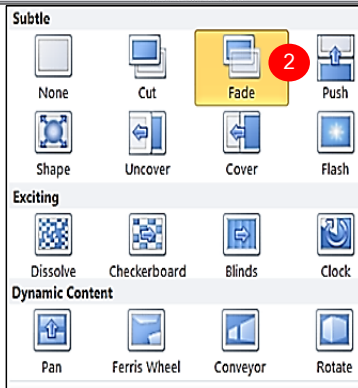 Subtle
None Cut Fade 2 Push
Shape Uncover Cover Flash
Exciting
Dissolve Checkerboard Blinds Clock
Dynamic Content
Pan Ferris Wheel Conveyor Rotate